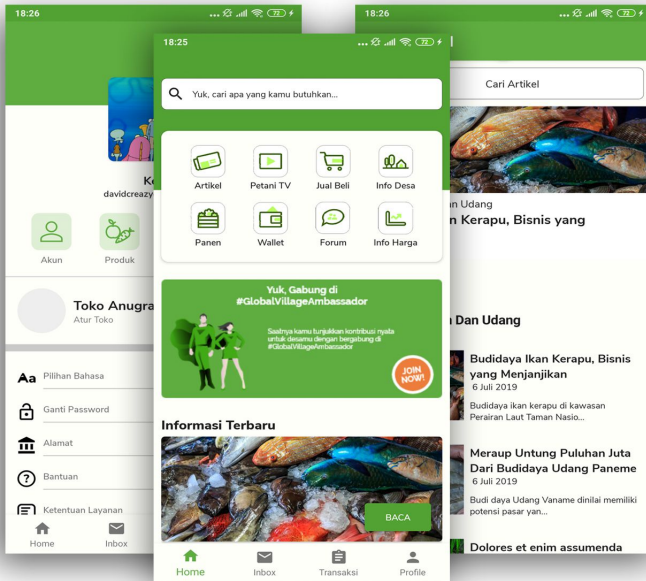 18:26
72
Ko
davidcreazy
Akun
Produk
Toko Anugra
Atur Toko
Aa
Pilihan Bahasa
Ganti Password
Alamat
?
Bantuan
Ketentuan Layanan
Home
Inbox
18:25
72
Yuk, cari apa yang kamu butuhkan...
Artikel
Petani TV
Jual Beli
Info Desa
Panen
Wallet
Forum
Info Harga
Yuk, Gabung di
#GlobalVillageAmbassador
Saatnya kamu tunjukkan kontribusi nyata
untuk desamu dengan bergabung di
#GlobalVillageAmbassador
JOIN
NOW!
Informasi Terbaru
BACA
Home
Inbox
Transaksi
Profile
18:26
72
Cari Artikel
an Udang
n Kerapu, Bisnis yang
n Dan Udang
Budidaya Ikan Kerapu, Bisnis
yang Menjanjikan
6 Juli 2019
Budidaya ikan kerapu di kawasan
Perairan Laut Taman Nasio...
Meraup Untung Puluhan Juta
Dari Budidaya Udang Paneme
6 Juli 2019
Budi daya Udang Vaname dinilai memiliki
potensi pasar yan...
Dolores et enim assumenda